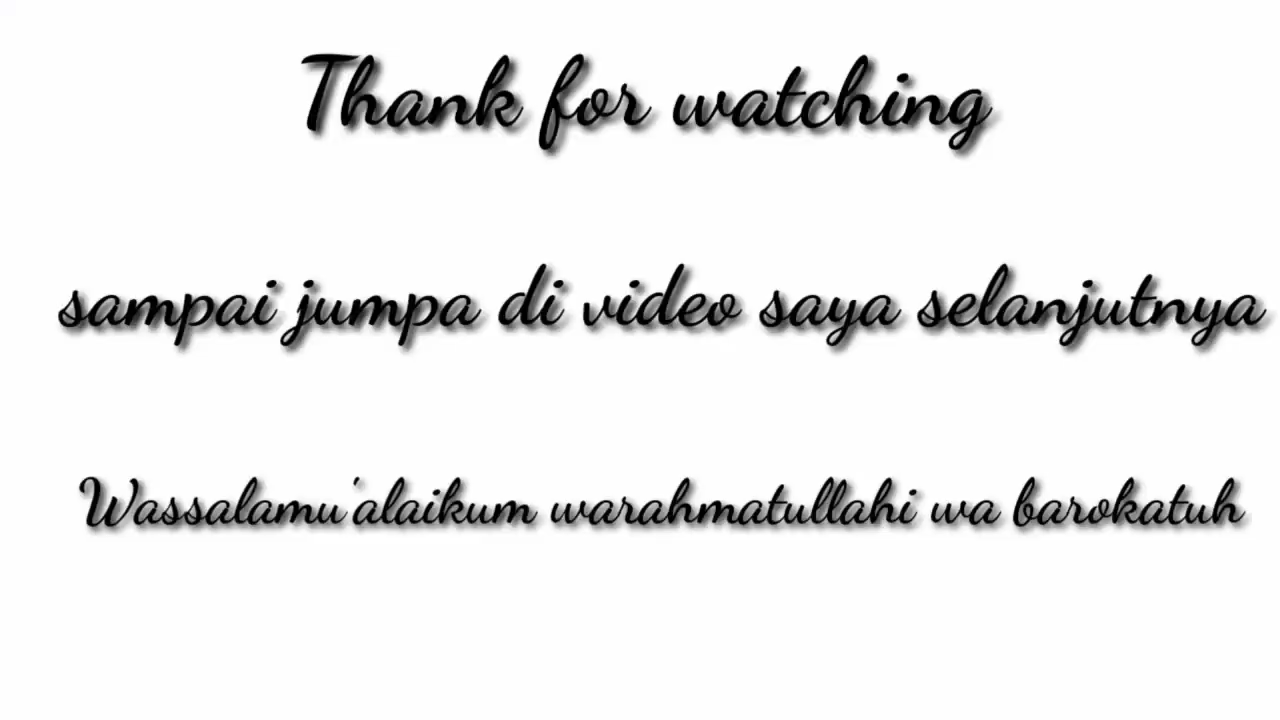 Thank for watching
sampai jumpa di video saya selanjutnya
Wassalamu'alaikum warahmatullahi wa barokatuh